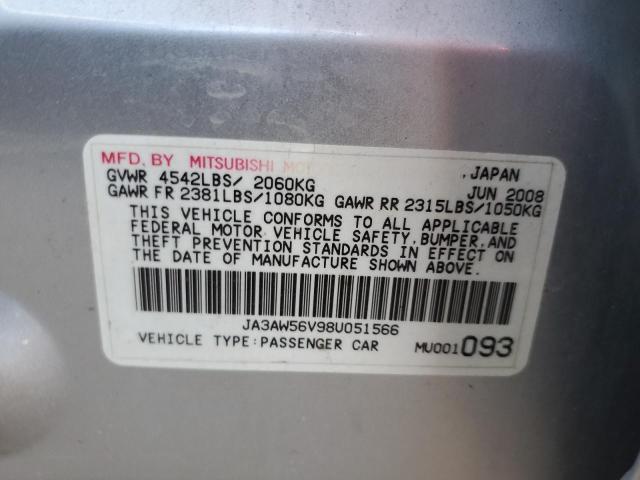 MFD. BY MITSUBISHI
, JAPAN
GVWR 4542LBS/ 2060KG JUN 2008
GAWR FR 2381LBS/1080KG GAWR RR 2315LBS/1050KG
THIS VEHICLE CONFORMS TO ALL APPLICABLE
FEDERAL MOTOR VEHICLE SAFETY, BUMPER, AND
THEFT PREVENTION STANDARDS IN EFFECT ON
THE DATE OF MANUFACTURE SHOWN ABOVE.
JA3AW56V98U051566
VEHICLE TYPE:PASSENGER CAR MU001093